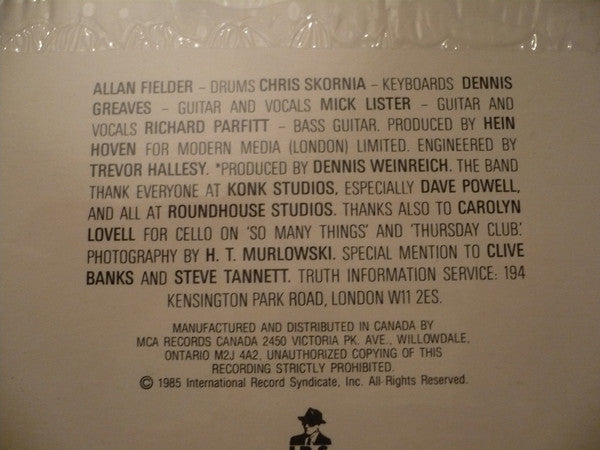 ALLAN FIELDER – DRUMS CHRIS SKORNIA – KEYBOARDS DENNIS
GREAVES – GUITAR AND VOCALS MICK LISTER – GUITAR AND
VOCALS RICHARD PARFITT – BASS GUITAR. PRODUCED BY HEIN
HOVEN FOR MODERN MEDIA (LONDON) LIMITED. ENGINEERED BY
TREVOR HALLESY. *PRODUCED BY DENNIS WEINREICH. THE BAND
THANK EVERYONE AT KONK STUDIOS, ESPECIALLY DAVE POWELL,
AND ALL AT ROUNDHOUSE STUDIOS. THANKS ALSO TO CAROLYN
LOVELL FOR CELLO ON 'SO MANY THINGS' AND 'THURSDAY CLUB'.
PHOTOGRAPHY BY H. T. MURLOWSKI. SPECIAL MENTION TO CLIVE
BANKS AND STEVE TANNETT. TRUTH INFORMATION SERVICE: 194
KENSINGTON PARK ROAD, LONDON W11 2ES.
MANUFACTURED AND DISTRIBUTED IN CANADA BY
MCA RECORDS CANADA 2450 VICTORIA PK. AVE., WILLOWDALE,
ONTARIO M2J 4A2. UNAUTHORIZED COPYING OF THIS
RECORDING STRICTLY PROHIBITED.
© 1985 International Record Syndicate, Inc. All Rights Reserved.